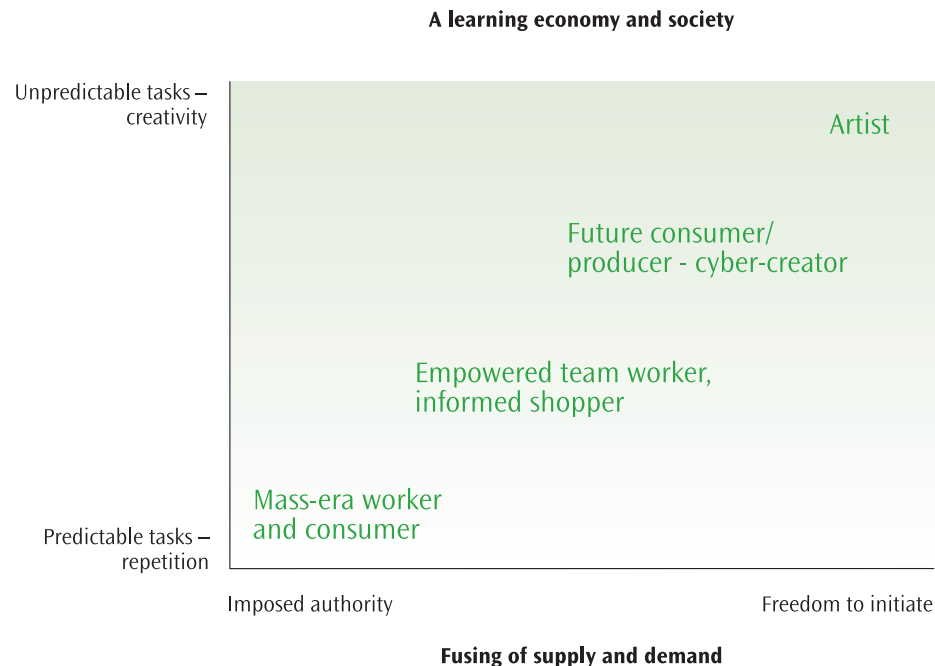 A learning economy and society
Unpredictable tasks –
creativity
Artist
Future consumer/
producer - cyber-creator
Empowered team worker,
informed shopper
Mass-era worker
and consumer
Predictable tasks –
repetition
Imposed authority
Freedom to initiate
Fusing of supply and demand